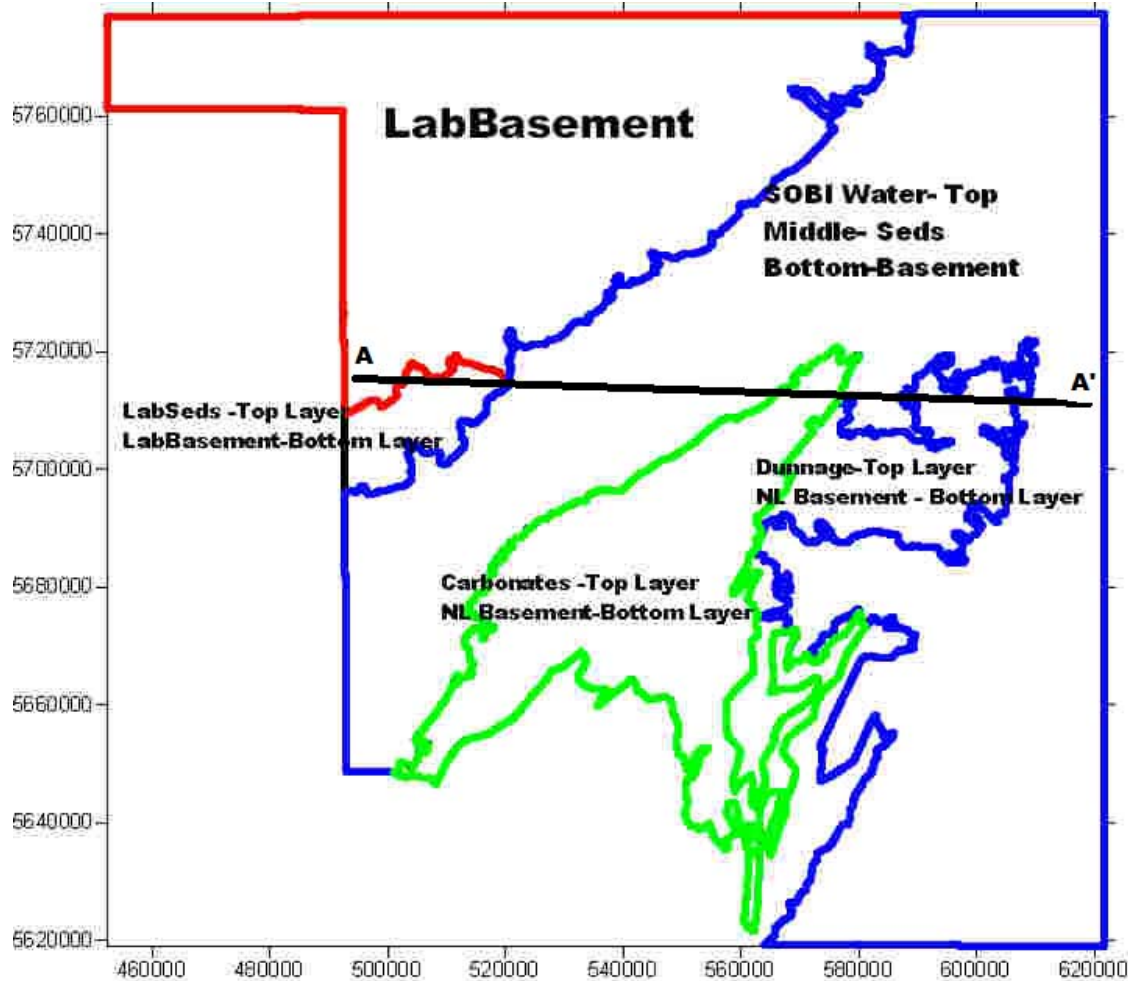 5760000
LabBasement
SOBI Water- Top
5740000
Middle- Seds
Bottom-Basement
5720000
A
A'
LabSeds -Top Layer
LabBasement-Bottom Layer
5700000
Dunnage-Top Layer
NL Basement - Bottom Layer
5680000
Carbonates -Top Layer
NL Basement-Bottom Layer
5660000
5640000
5620000
460000 480000 500000 520000 540000 560000 580000 600000 620000